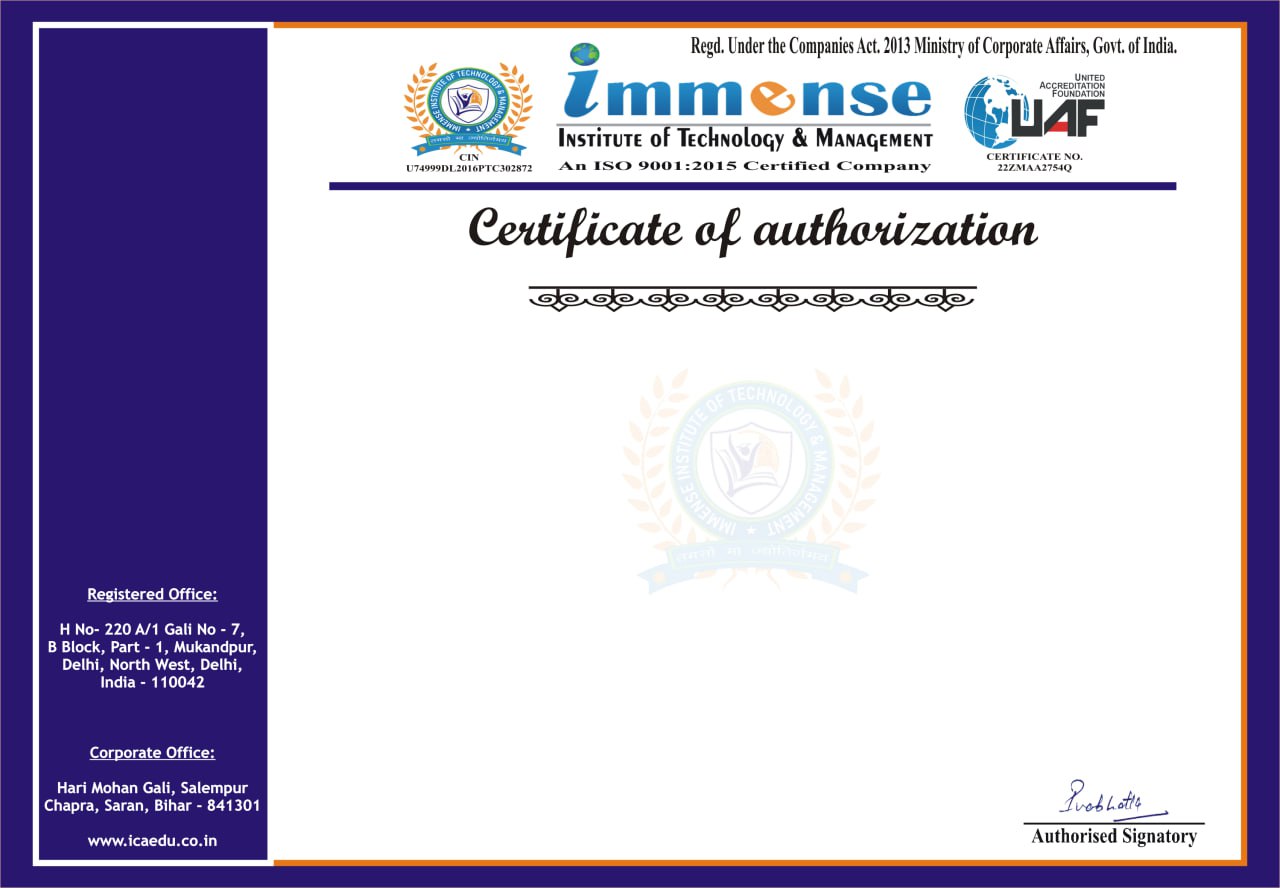 Regd. Under the Companies Act. 2013 Ministry of Corporate Affairs, Govt. of India.
IMMENSE INSTITUTE OF TECHNOLOGY & MANAGEMENT
तमसो मा ज्योतिर्गमय
CIN
U74999DL2016PTC302872
immense
INSTITUTE OF TECHNOLOGY & MANAGEMENT
An ISO 9001:2015 Certified Company
UNITED
ACCREDITATION
FOUNDATION
UAF
CERTIFICATE NO.
22ZMAA2754Q
Certificate of authorization
IMMENSE INSTITUTE OF TECHNOLOGY & MANAGEMENT
तमसो मा ज्योतिर्गमय
Registered Office:
H No- 220 A/1 Gali No - 7,
B Block, Part - 1, Mukandpur,
Delhi, North West, Delhi,
India - 110042
Corporate Office:
Hari Mohan Gali, Salempur
Chapra, Saran, Bihar - 841301
www.icaedu.co.in
Authorised Signatory